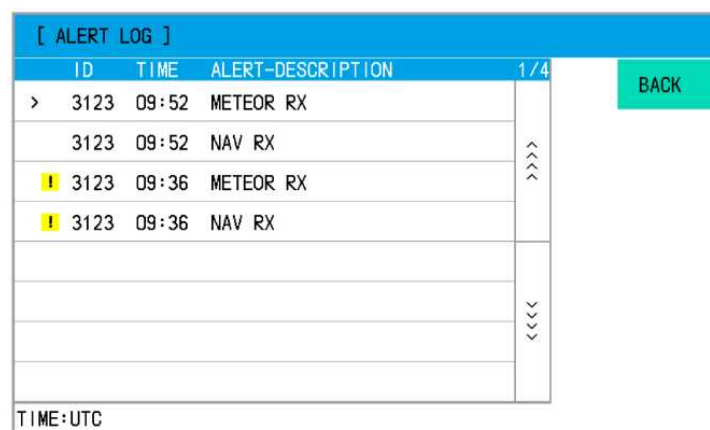 [ ALERT LOG ]
ID TIME ALERT-DESCRIPTION 1/4
BACK
> 3123 09:52 METEOR RX
3123 09:52 NAV RX
! 3123 09:36 METEOR RX
! 3123 09:36 NAV RX
TIME:UTC